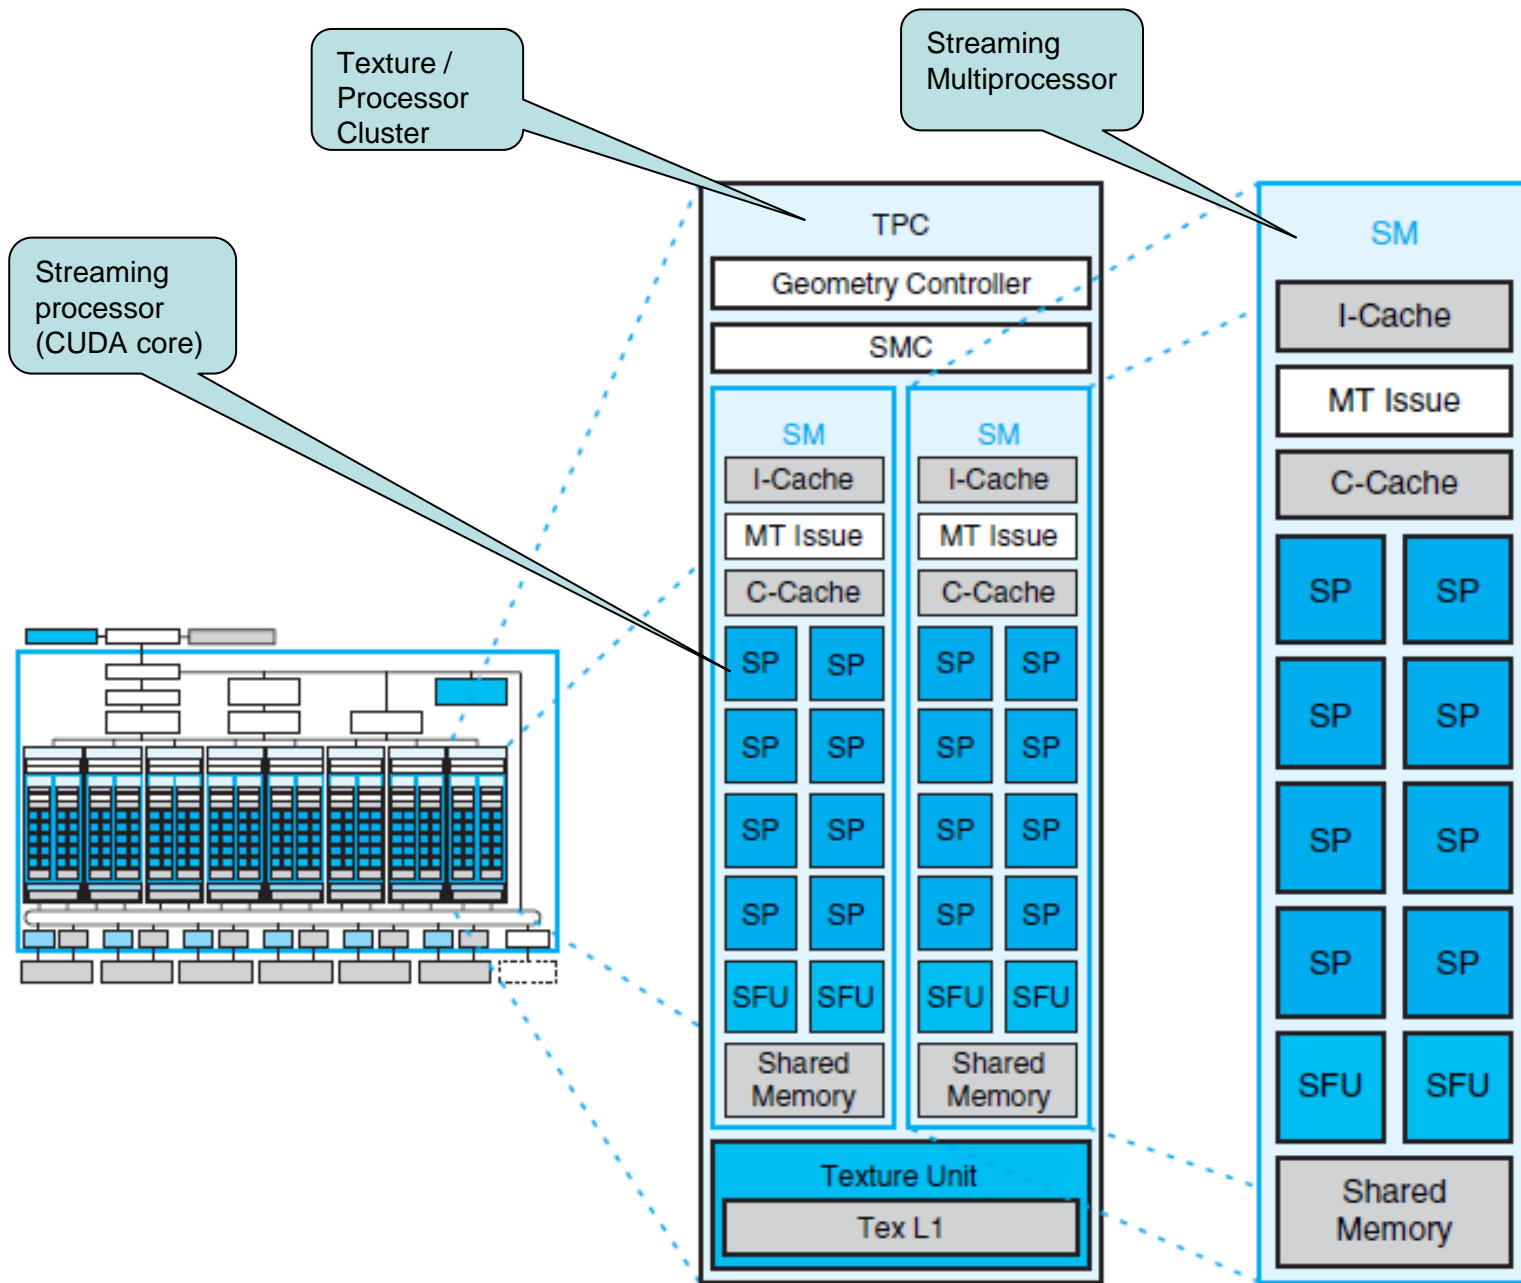 Texture /
Processor
Cluster
Streaming
Multiprocessor
Streaming
processor
(CUDA core)
TPC
Geometry Controller
SMC
SM
I-Cache
MT Issue
C-Cache
SP SP
SP SP
SP SP
SP SP
SFU SFU
Shared
Memory
SM
I-Cache
MT Issue
C-Cache
SP SP
SP SP
SP SP
SP SP
SFU SFU
Shared
Memory
Texture Unit
Tex L1
SM
I-Cache
MT Issue
C-Cache
SP SP
SP SP
SP SP
SP SP
SFU SFU
Shared
Memory